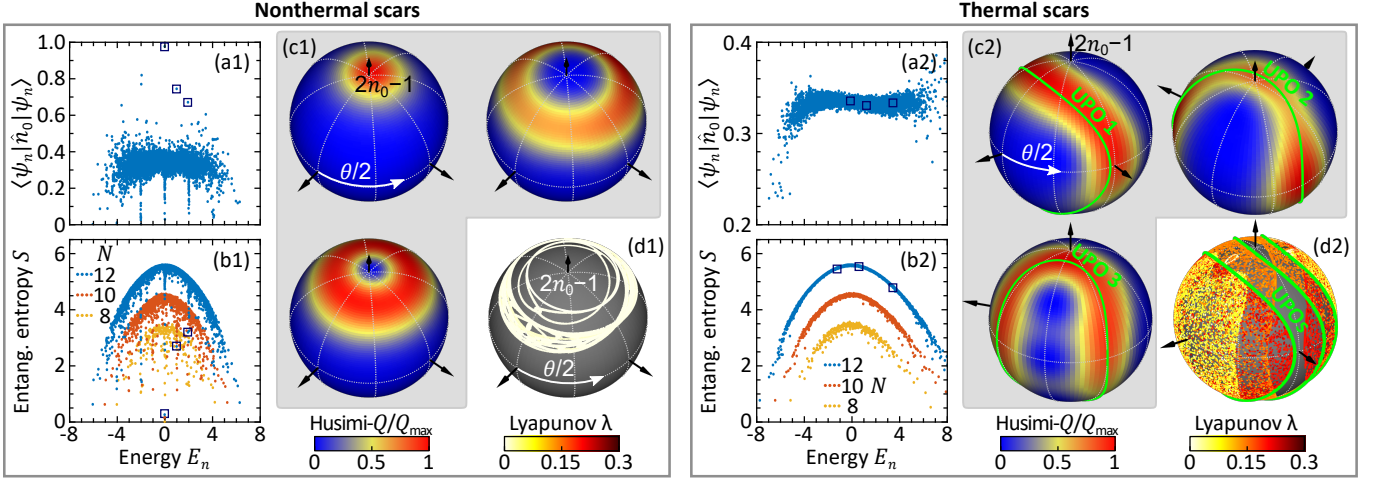 Nonthermal scars
(a1)
1.0
0.8
0.6
0.4
0.2
0
⟨ψn|n̂0|ψn⟩
(b1)
N
12
10
8
6
4
2
0
Entang. entropy S
-8 -4 0 4 8
Energy En
(c1)
2n0−1
θ/2
(d1)
2n0−1
θ/2
Husimi-Q/Qmax
0 0.5 1
Lyapunov λ
0 0.15 0.3
Thermal scars
(a2)
0.4
0.3
0.2
⟨ψn|n̂0|ψn⟩
(b2)
12
10 N
8
6
4
2
0
Entang. entropy S
-8 -4 0 4 8
Energy En
(c2)
2n0−1
UPO 1
θ/2
UPO 2
UPO 3
(d2)
UPOs
Husimi-Q/Qmax
0 0.5 1
Lyapunov λ
0 0.15 0.3